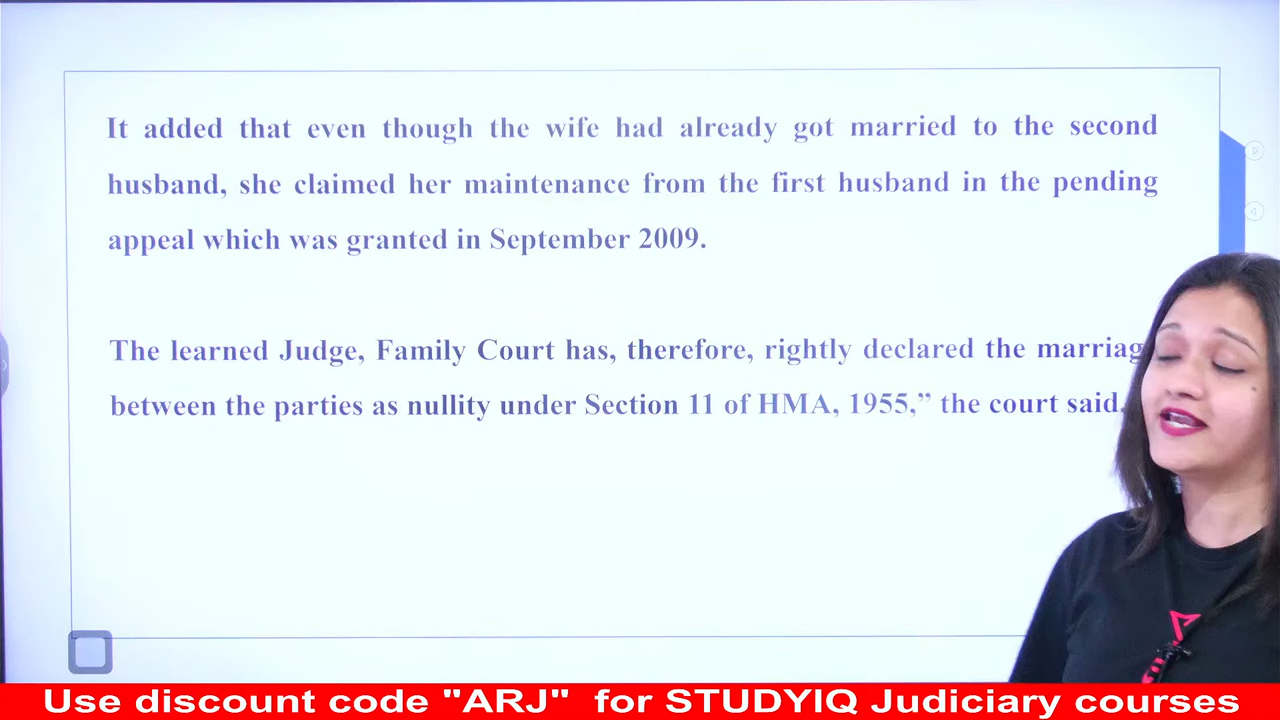 It added that even though the wife had already got married to the second
husband, she claimed her maintenance from the first husband in the pending
appeal which was granted in September 2009.
The learned Judge, Family Court has, therefore, rightly declared the marriag
between the parties as nullity under Section 11 of HMA, 1955,” the court said.
Use discount code "ARJ" for STUDYIQ Judiciary courses